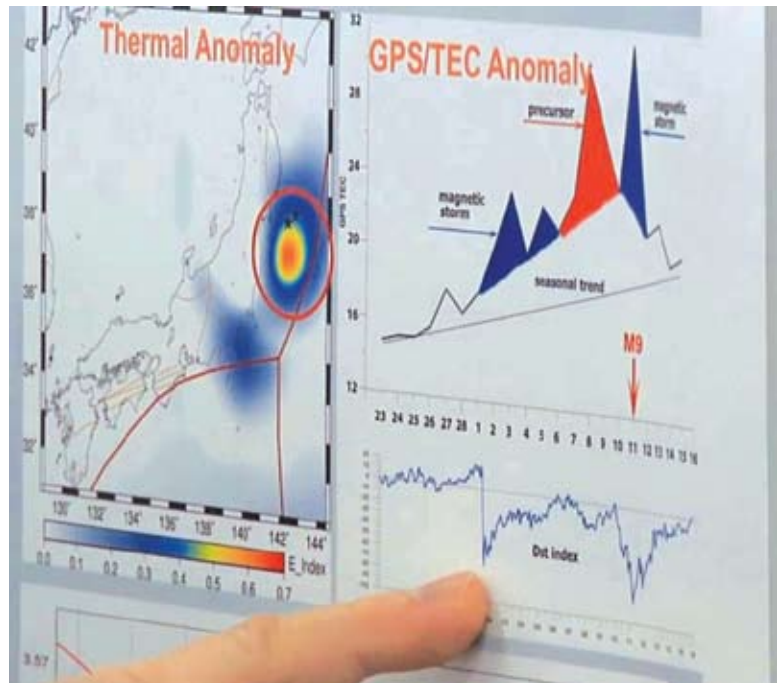 Thermal Anomaly
42°
40°
38°
36°
34°
32°
130° 132° 134° 136° 138° 140° 142° 144°
0.0 0.1 0.2 0.3 0.4 0.5 0.6 0.7
E_Index
GPS/TEC Anomaly
32
28
24
20
16
12
GPS TEC
precursor
magnetic
storm
magnetic
storm
seasonal trend
M9
23 24 25 26 27 28 1 2 3 4 5 6 7 8 9 10 11 12 13 14 15 16
Dst index
3.57